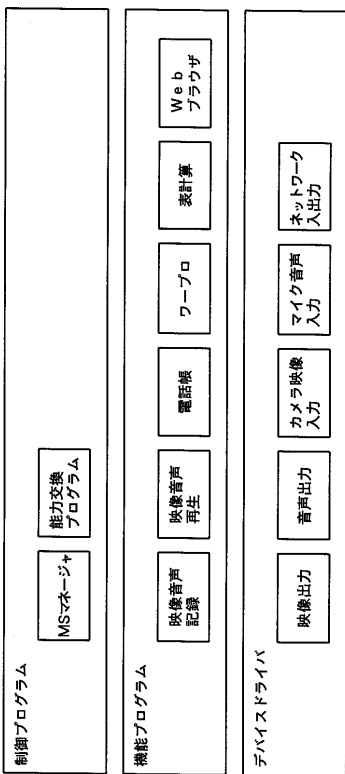 制御プログラム
MSマネージャ
能力交換
プログラム
機能プログラム
映像音声
記録
映像音声
再生
電話帳
ワープロ
表計算
Web
ブラウザ
デバイスドライバ
映像出力
音声出力
カメラ映像
入力
マイク音声
入力
ネットワーク
入出力